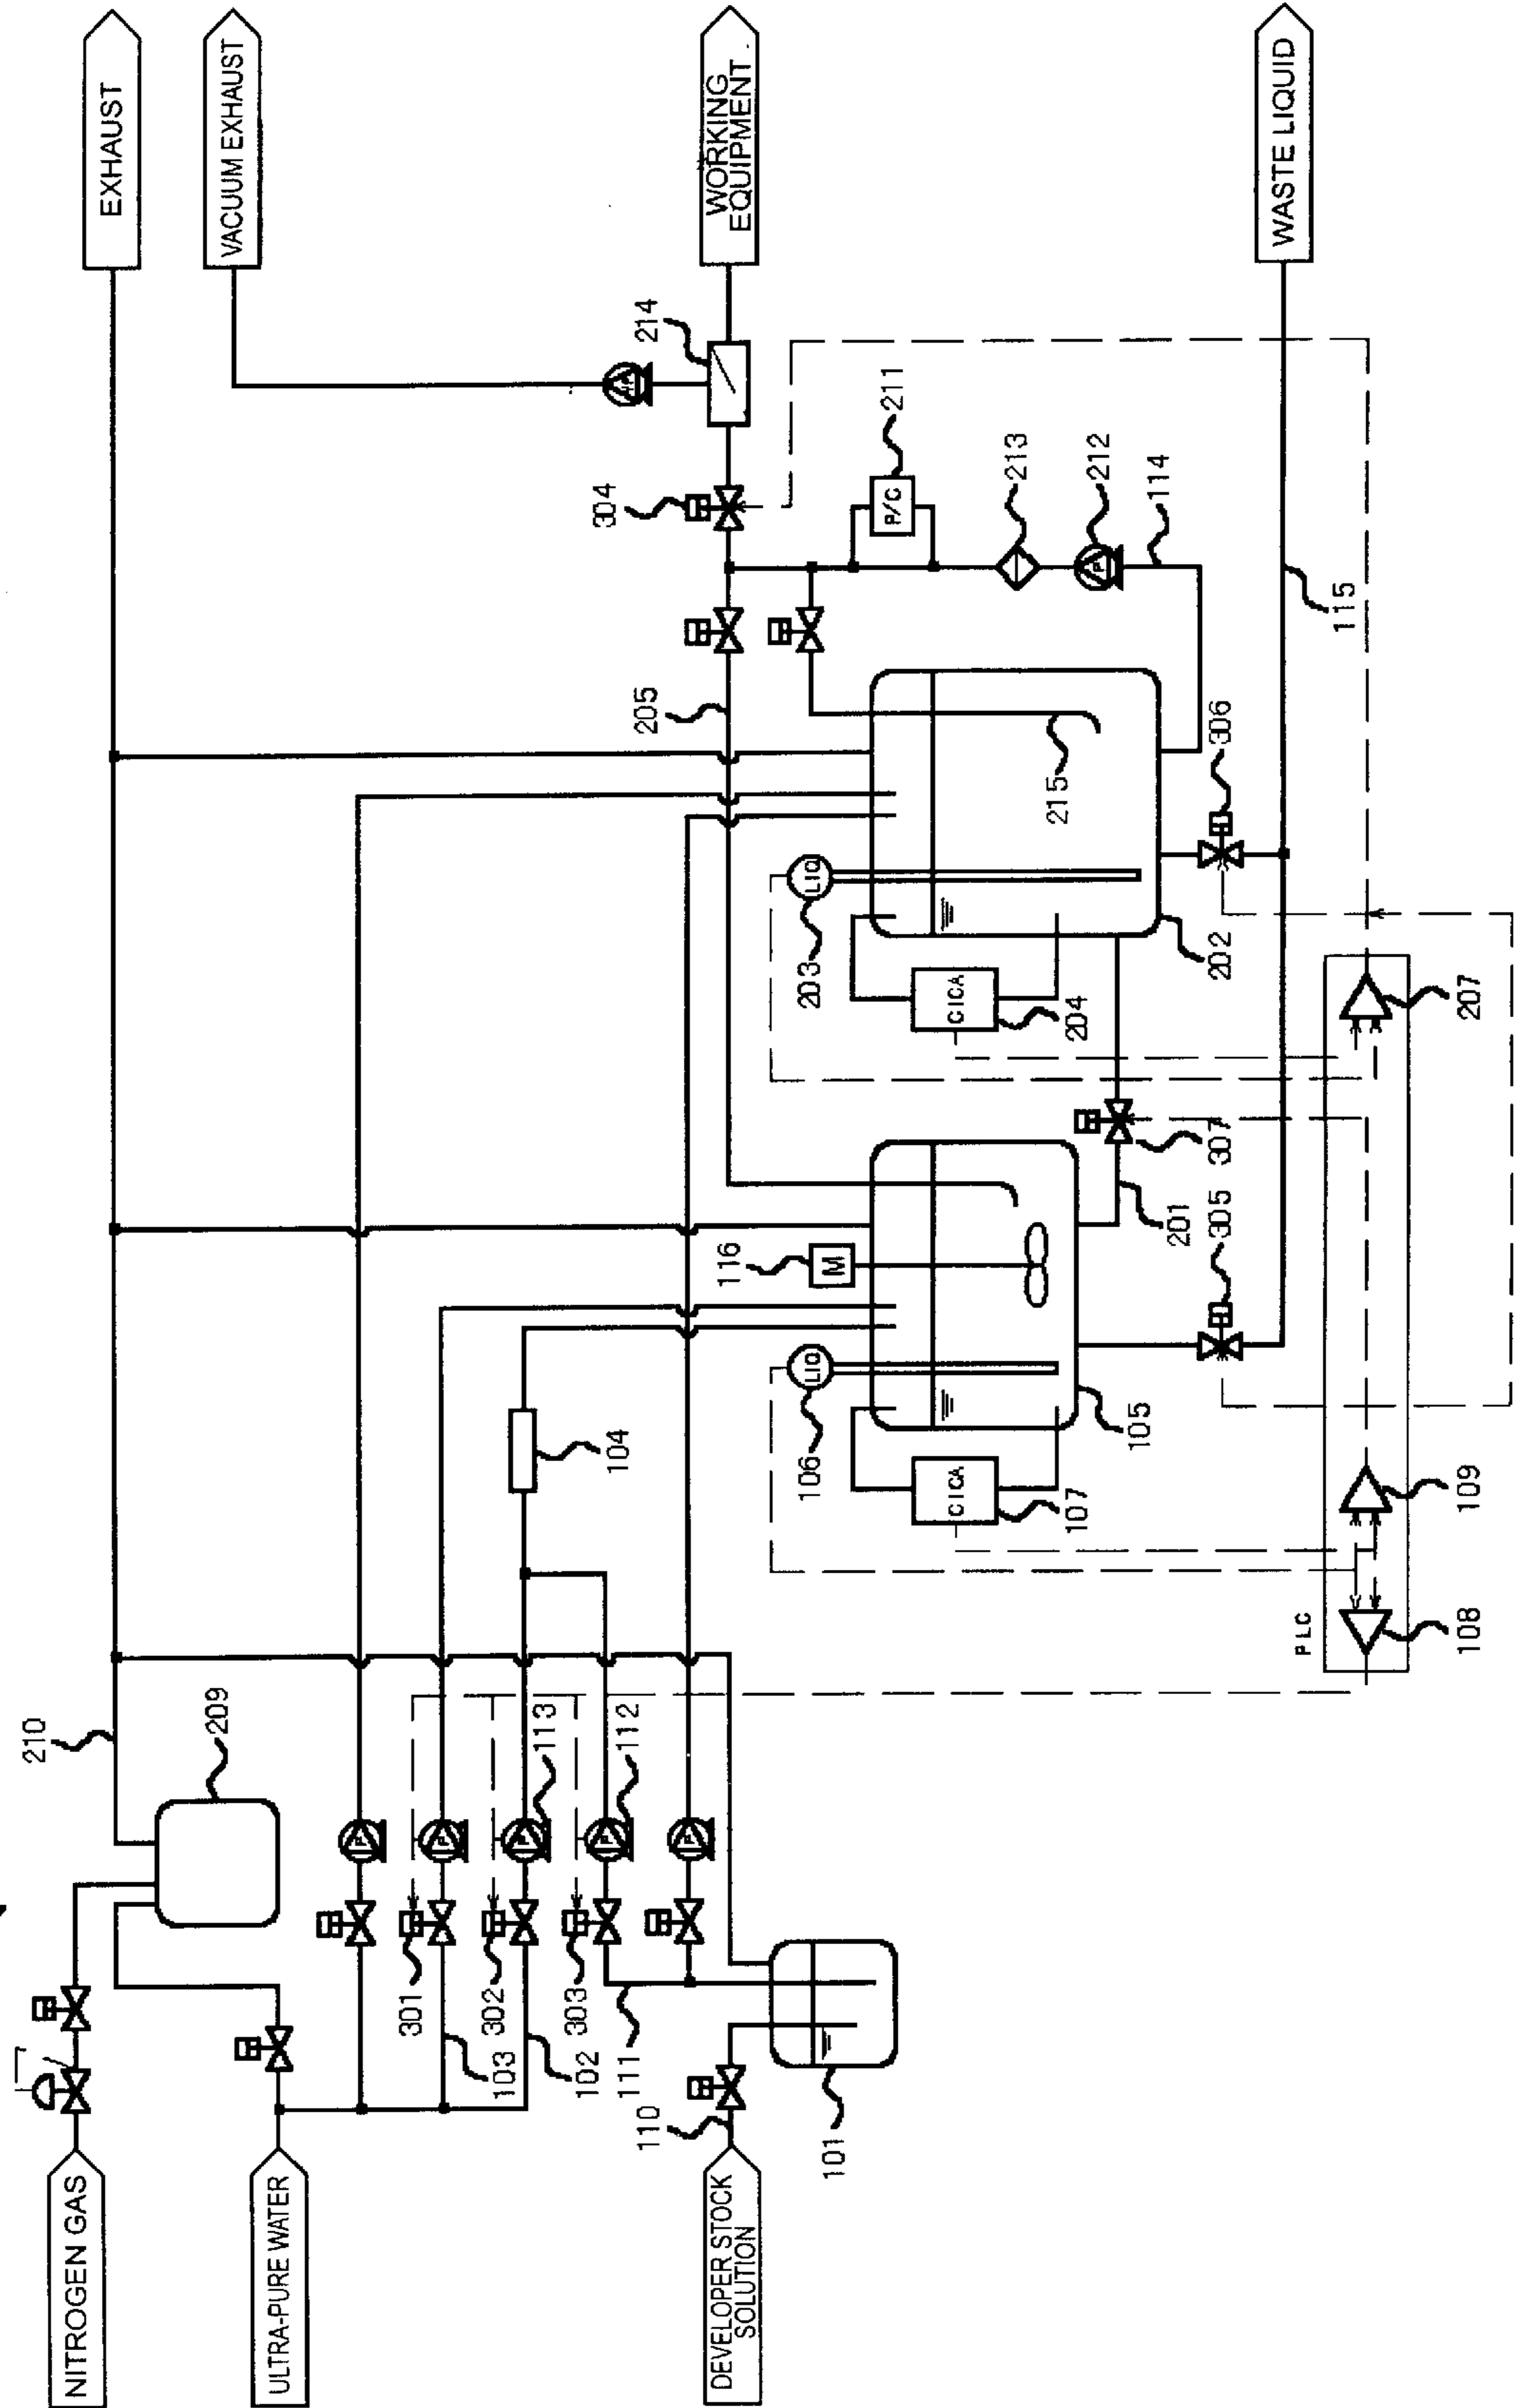 NITROGEN GAS
ULTRA-PURE WATER
DEVELOPER STOCK
SOLUTION
EXHAUST
VACUUM EXHAUST
WORKING
EQUIPMENT
WASTE LIQUID
210
209
301
103
302
102
303
111
110
101
113
112
104
116
M
LIQ
106
CICA
107
105
201
305
307
205
LIQ
203
CICA
204
202
215
306
304
214
P/C
211
213
212
114
115
PLC
108
109
207
P
P
P
P
P
P